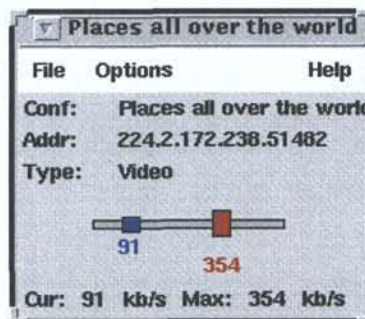 Places all over the world
File Options Help
Conf: Places all over the world
Addr: 224.2.172.238.51482
Type: Video
91
354
Cur: 91 kb/s Max: 354 kb/s